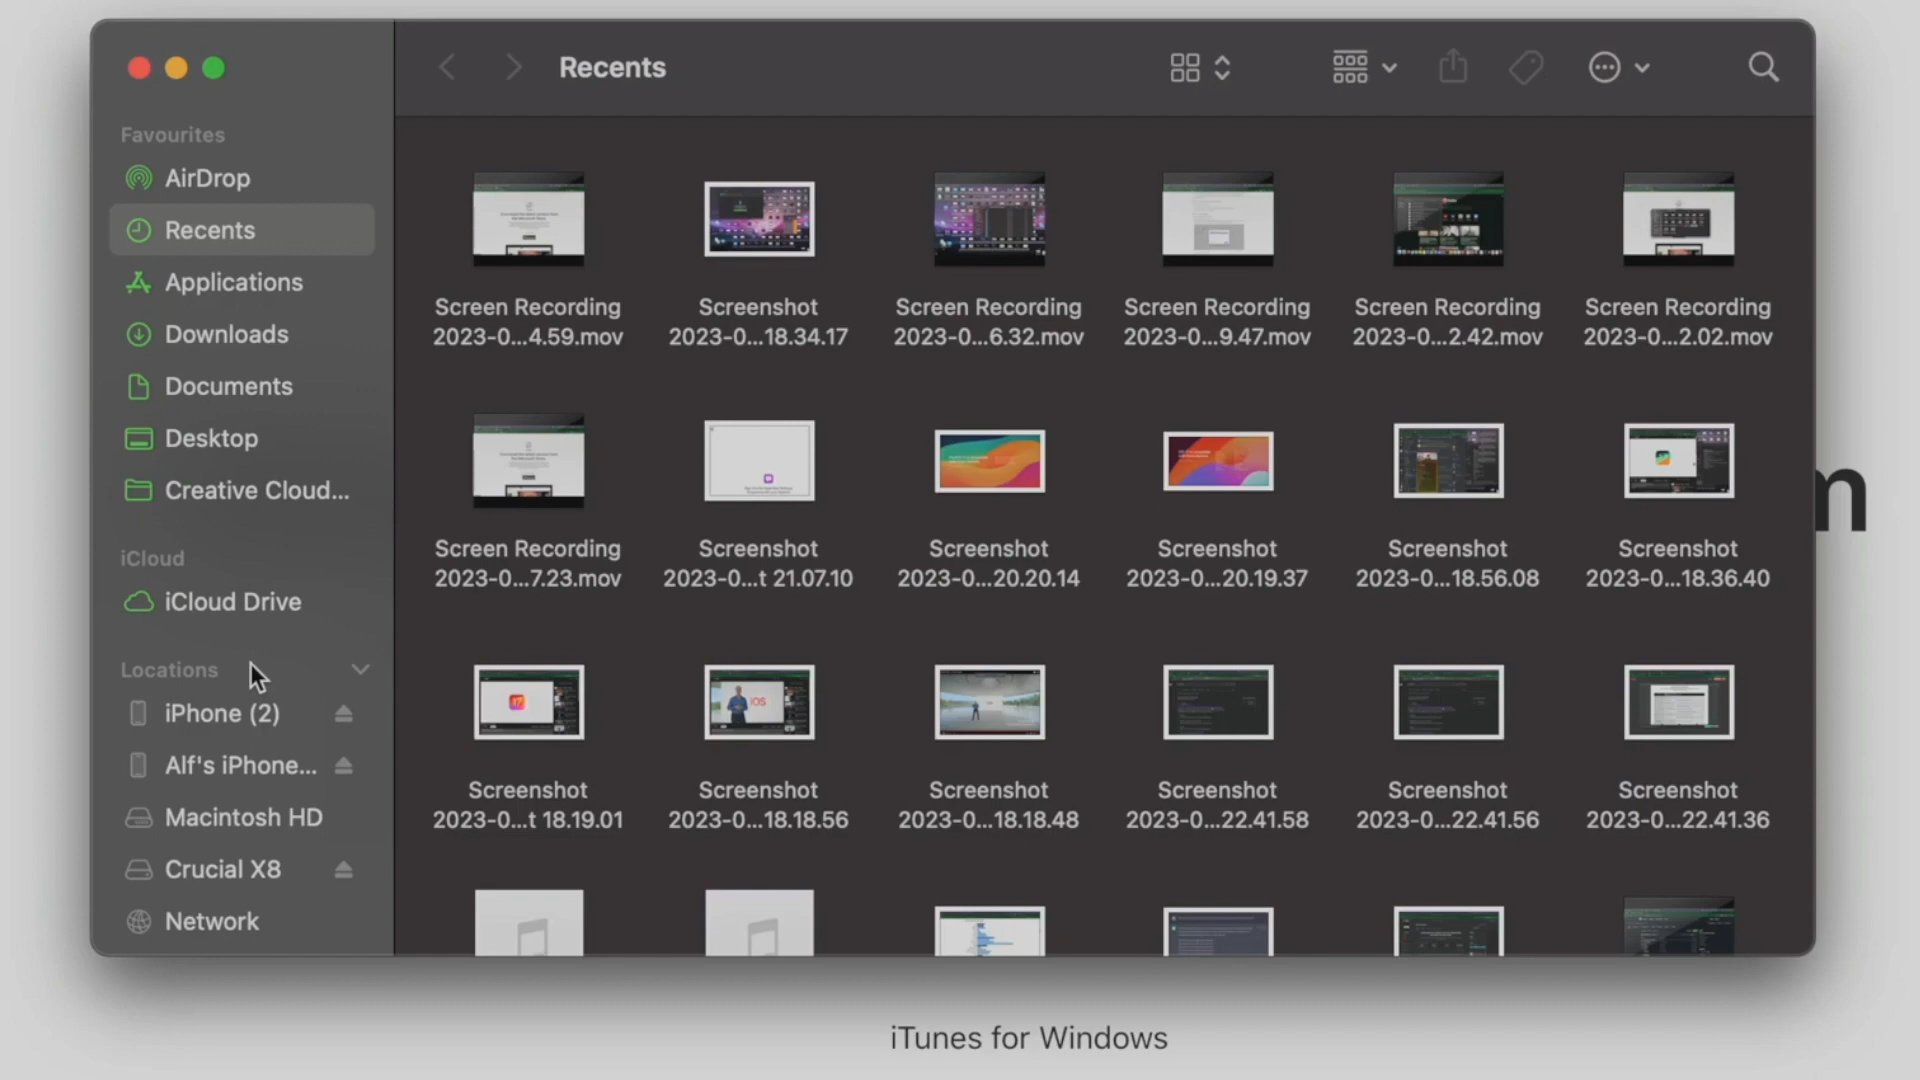 Recents
Favourites
AirDrop
Recents
Applications
Downloads
Documents
Desktop
Creative Cloud...
iCloud
iCloud Drive
Locations
iPhone (2)
Alf's iPhone...
Macintosh HD
Crucial X8
Network
Screen Recording
2023-0...4.59.mov
Screenshot
2023-0...18.34.17
Screen Recording
2023-0...6.32.mov
Screen Recording
2023-0...9.47.mov
Screen Recording
2023-0...2.42.mov
Screen Recording
2023-0...2.02.mov
Screen Recording
2023-0...7.23.mov
Screenshot
2023-0...t 21.07.10
Screenshot
2023-0...20.20.14
Screenshot
2023-0...20.19.37
Screenshot
2023-0...18.56.08
Screenshot
2023-0...18.36.40
Screenshot
2023-0...t 18.19.01
Screenshot
2023-0...18.18.56
Screenshot
2023-0...18.18.48
Screenshot
2023-0...22.41.58
Screenshot
2023-0...22.41.56
Screenshot
2023-0...22.41.36
iOS
iTunes for Windows